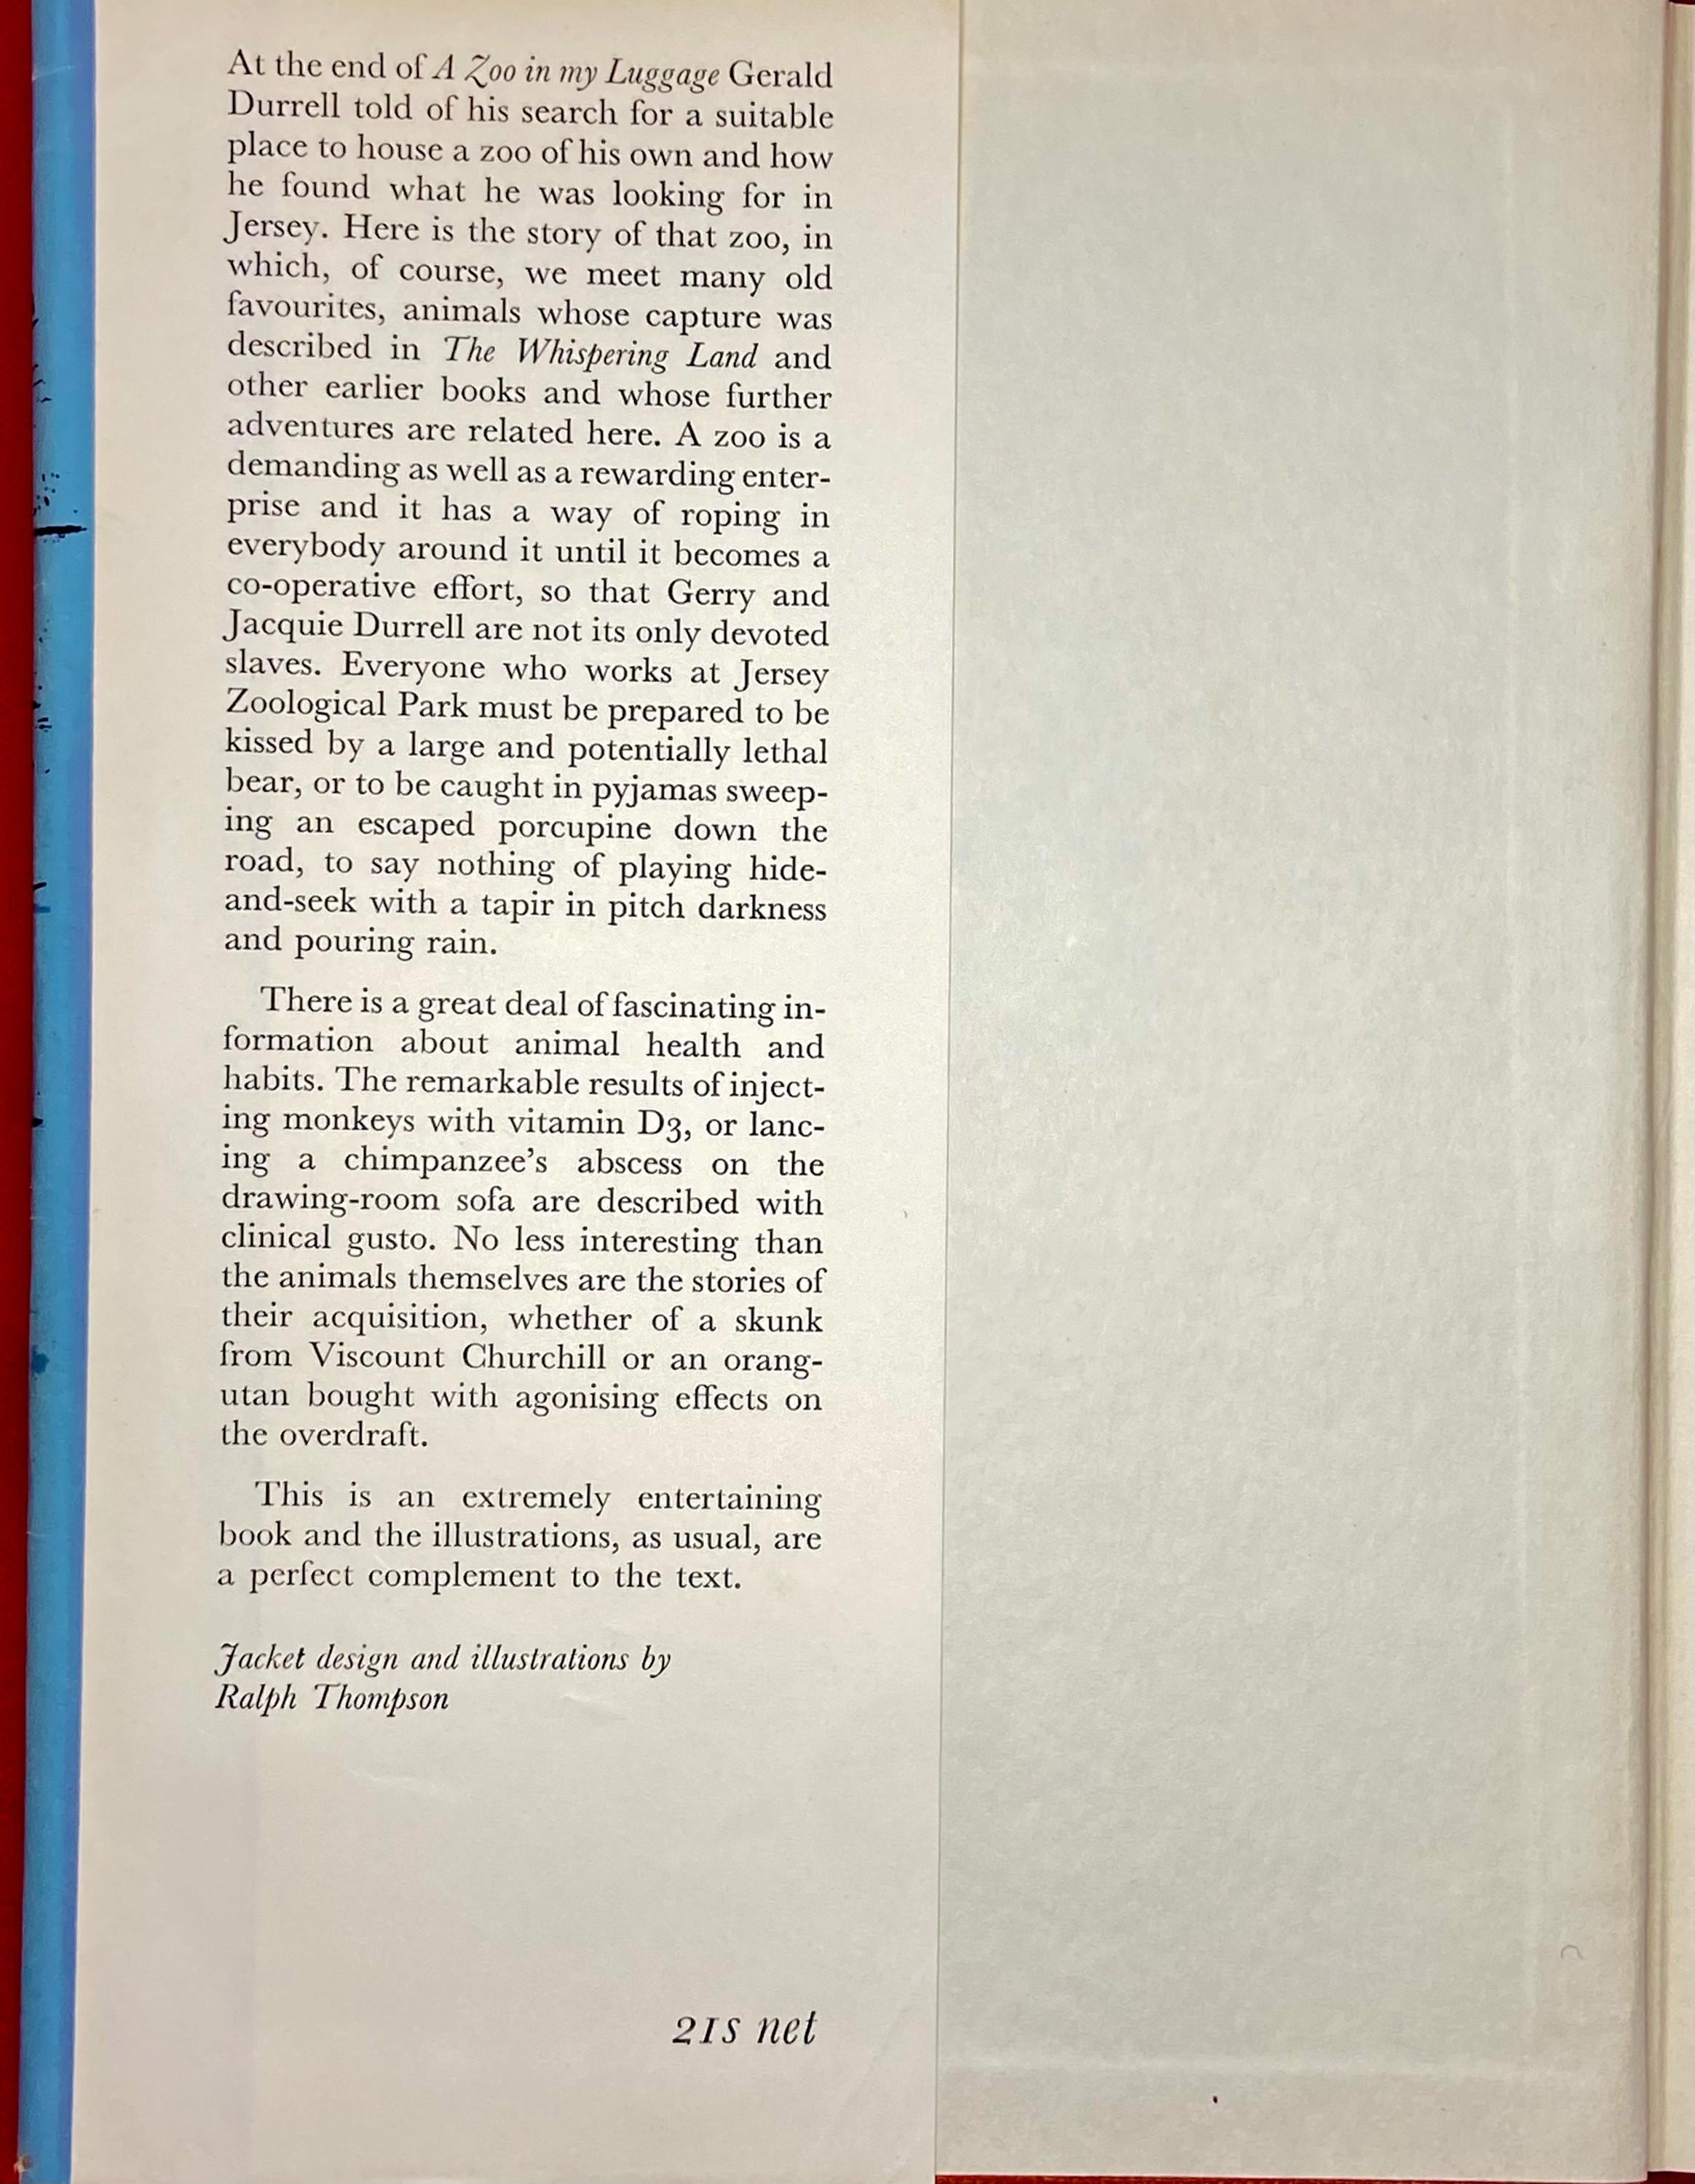 At the end of A Zoo in my Luggage Gerald
Durrell told of his search for a suitable
place to house a zoo of his own and how
he found what he was looking for in
Jersey. Here is the story of that zoo, in
which, of course, we meet many old
favourites, animals whose capture was
described in The Whispering Land and
other earlier books and whose further
adventures are related here. A zoo is a
demanding as well as a rewarding enter-
prise and it has a way of roping in
everybody around it until it becomes a
co-operative effort, so that Gerry and
Jacquie Durrell are not its only devoted
slaves. Everyone who works at Jersey
Zoological Park must be prepared to be
kissed by a large and potentially lethal
bear, or to be caught in pyjamas sweep-
ing an escaped porcupine down the
road, to say nothing of playing hide-
and-seek with a tapir in pitch darkness
and pouring rain.
There is a great deal of fascinating in-
formation about animal health and
habits. The remarkable results of inject-
ing monkeys with vitamin D3, or lanc-
ing a chimpanzee's abscess on the
drawing-room sofa are described with
clinical gusto. No less interesting than
the animals themselves are the stories of
their acquisition, whether of a skunk
from Viscount Churchill or an orang-
utan bought with agonising effects on
the overdraft.
This is an extremely entertaining
book and the illustrations, as usual, are
a perfect complement to the text.
Jacket design and illustrations by
Ralph Thompson
21s net